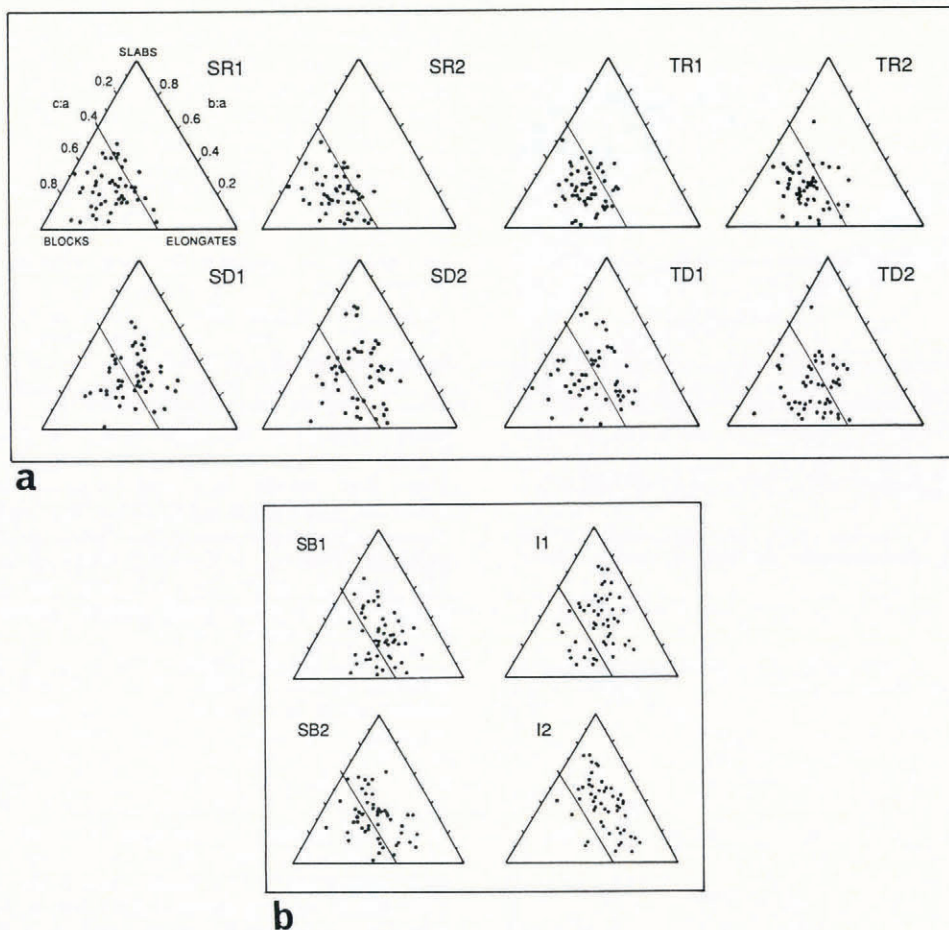 SLABS
SR1
SR2
TR1
TR2
0.2
0.8
c:a
b:a
0.4
0.6
0.6
0.4
0.8
0.2
BLOCKS
ELONGATES
SD1
SD2
TD1
TD2
a
SB1
I1
SB2
I2
b